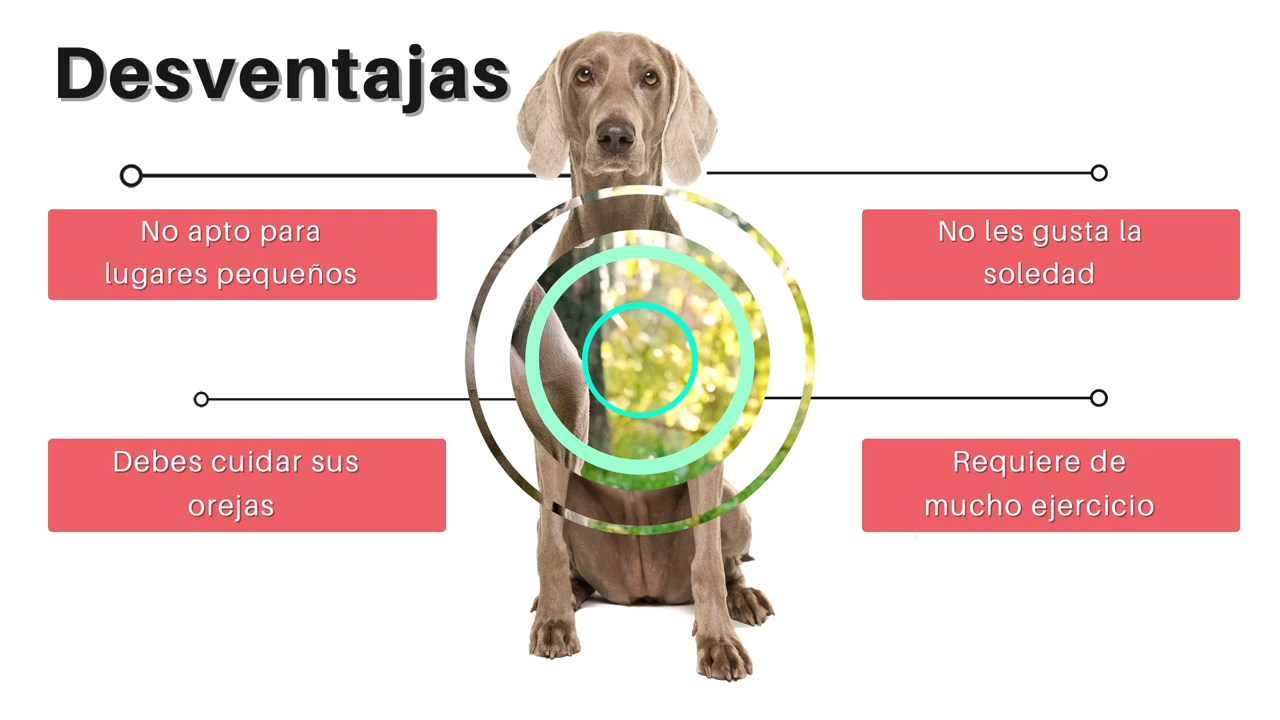 Desventajas
No apto para
lugares pequeños
No les gusta la
soledad
Debes cuidar sus
orejas
Requiere de
mucho ejercicio